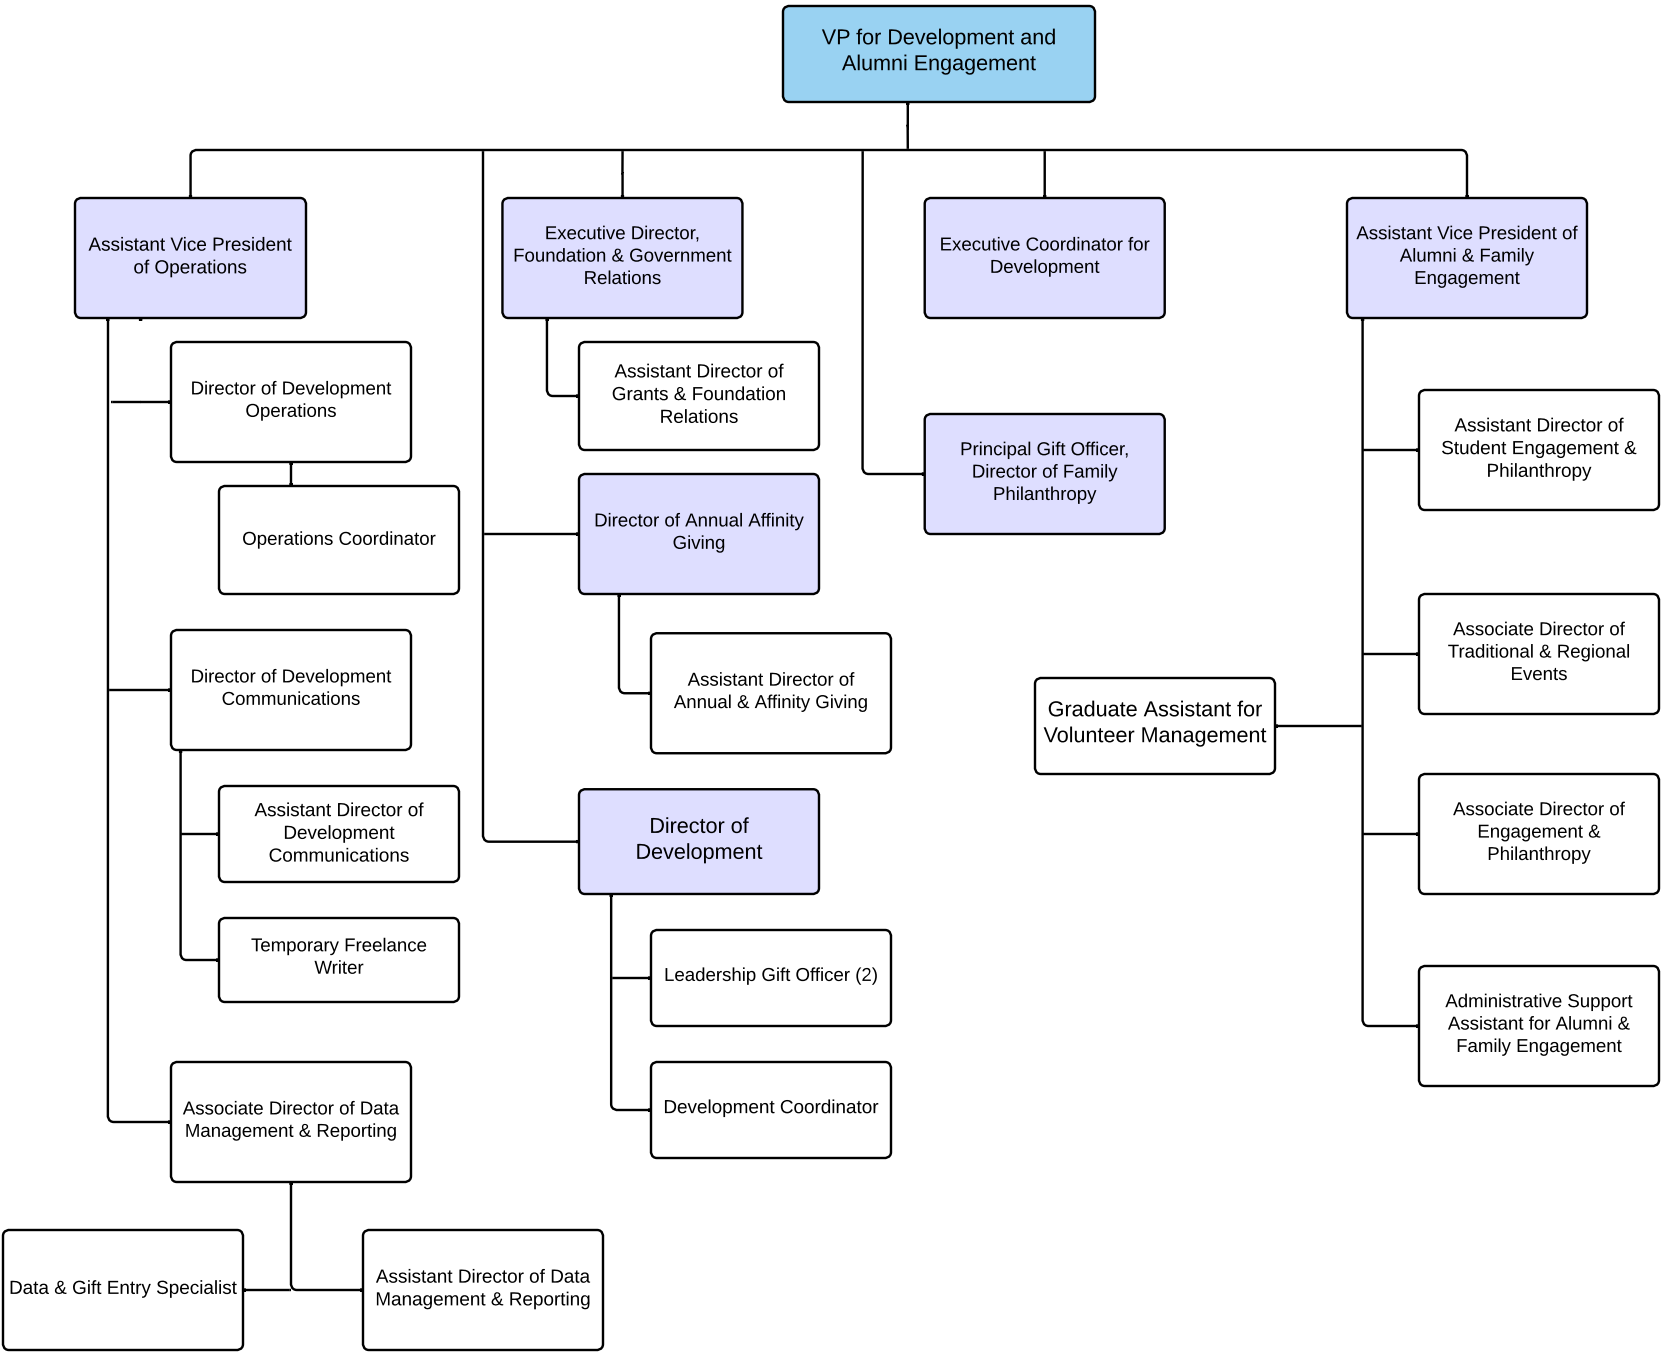 VP for Development and
Alumni Engagement
Assistant Vice President
of Operations
Executive Director,
Foundation & Government
Relations
Executive Coordinator for
Development
Assistant Vice President of
Alumni & Family
Engagement
Director of Development
Operations
Operations Coordinator
Director of Development
Communications
Assistant Director of
Development
Communications
Temporary Freelance
Writer
Associate Director of Data
Management & Reporting
Data & Gift Entry Specialist
Assistant Director of Data
Management & Reporting
Assistant Director of
Grants & Foundation
Relations
Director of Annual Affinity
Giving
Assistant Director of
Annual & Affinity Giving
Director of
Development
Leadership Gift Officer (2)
Development Coordinator
Principal Gift Officer,
Director of Family
Philanthropy
Graduate Assistant for
Volunteer Management
Assistant Director of
Student Engagement &
Philanthropy
Associate Director of
Traditional & Regional
Events
Associate Director of
Engagement &
Philanthropy
Administrative Support
Assistant for Alumni &
Family Engagement